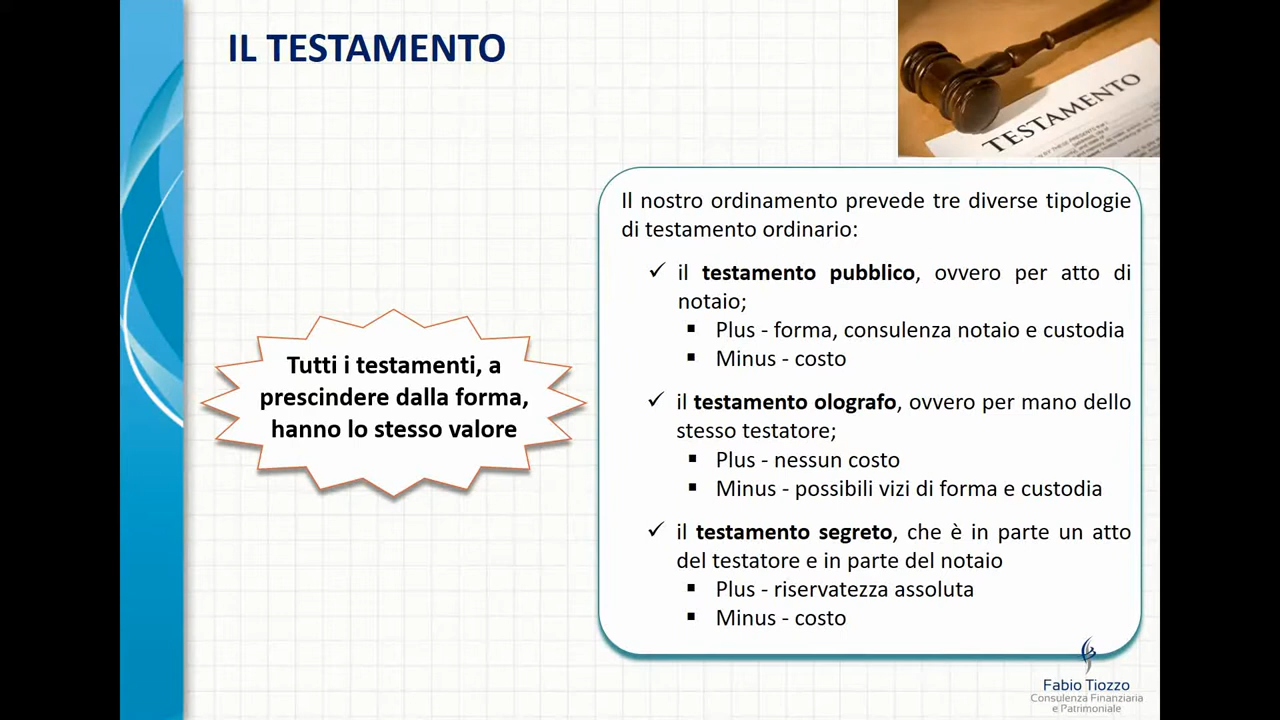 IL TESTAMENTO
TESTAMENTO
Il nostro ordinamento prevede tre diverse tipologie
di testamento ordinario:
✓ il testamento pubblico, ovvero per atto di
notaio;
▪ Plus - forma, consulenza notaio e custodia
▪ Minus - costo
✓ il testamento olografo, ovvero per mano dello
stesso testatore;
▪ Plus - nessun costo
▪ Minus - possibili vizi di forma e custodia
✓ il testamento segreto, che è in parte un atto
del testatore e in parte del notaio
▪ Plus - riservatezza assoluta
▪ Minus - costo
Tutti i testamenti, a
prescindere dalla forma,
hanno lo stesso valore
Fabio Tiozzo
Consulenza Finanziaria
e Patrimoniale